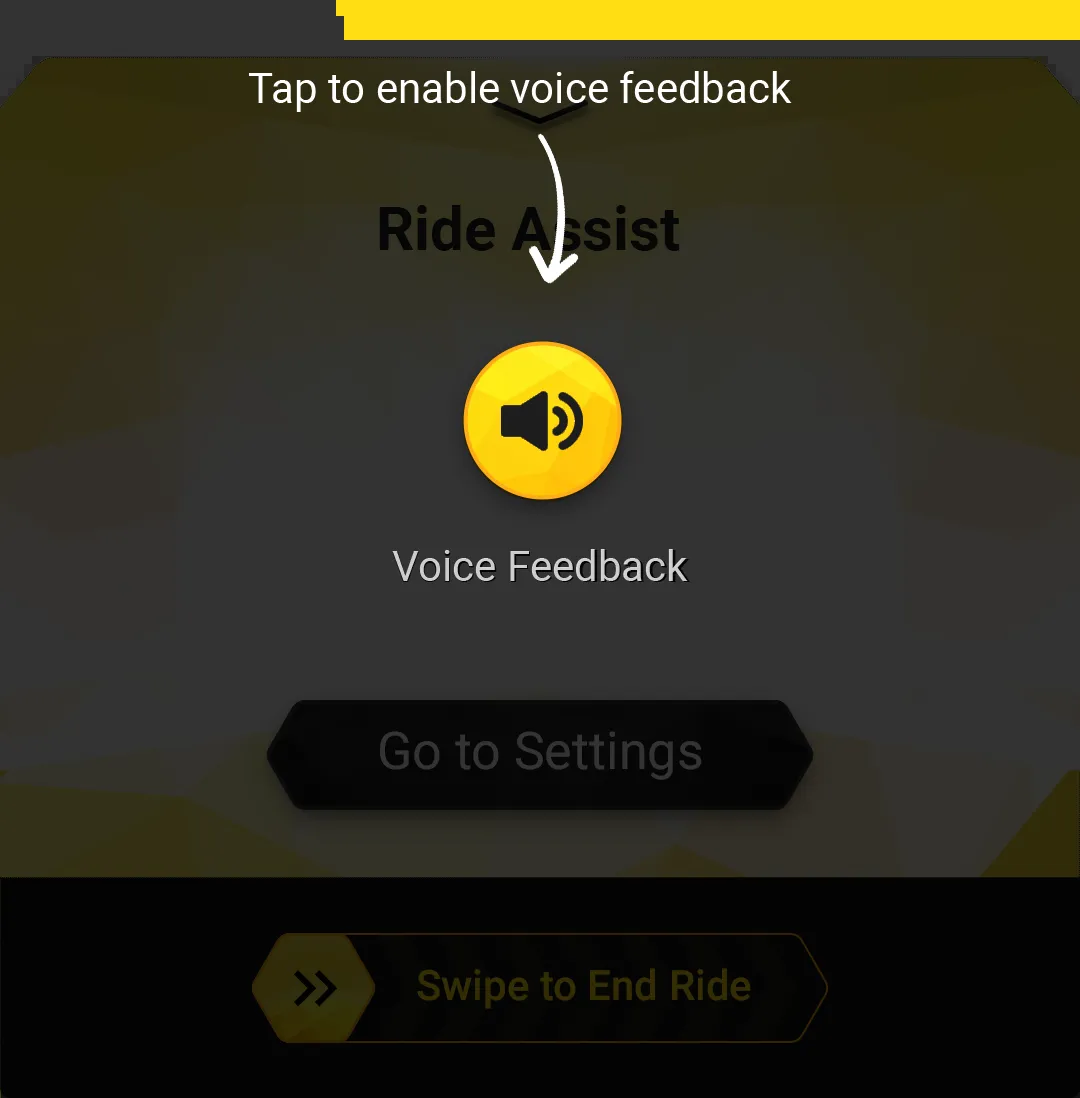 Tap to enable voice feedback
Ride Assist
Voice Feedback
Go to Settings
Swipe to End Ride